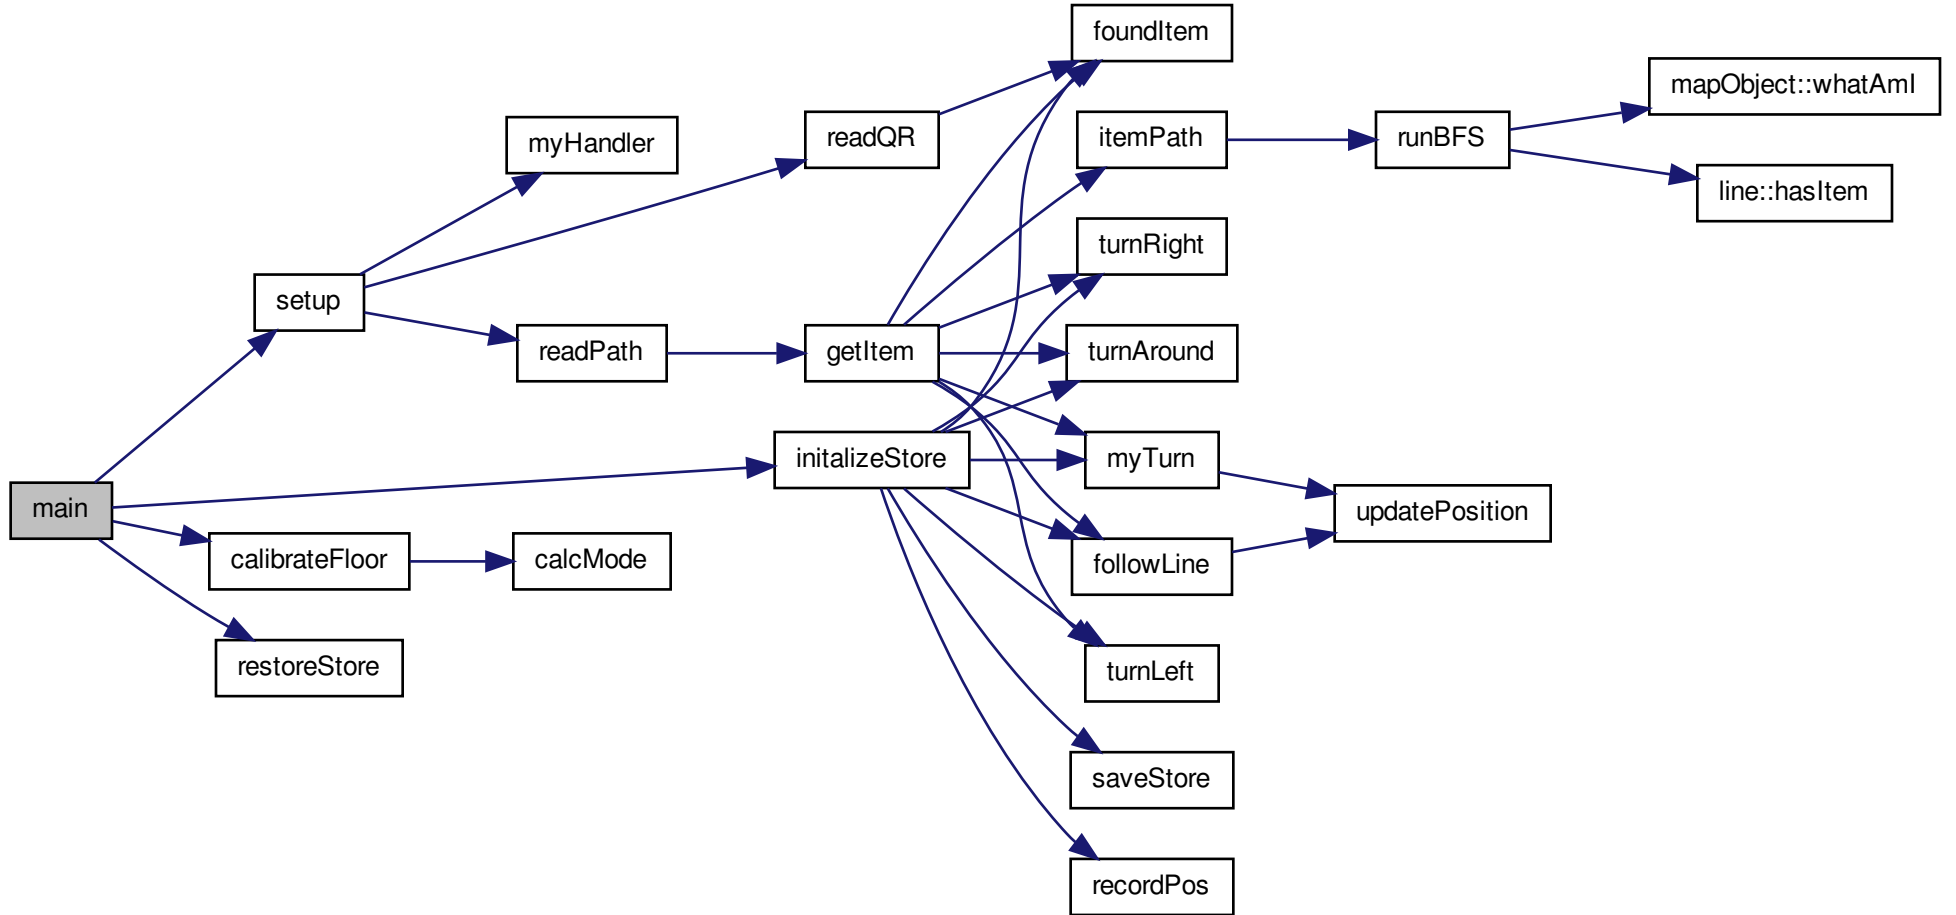 foundItem
mapObject::whatAmI
myHandler
readQR
itemPath
runBFS
line::hasItem
turnRight
setup
readPath
getItem
turnAround
initalizeStore
myTurn
main
updatePosition
calibrateFloor
calcMode
followLine
restoreStore
turnLeft
saveStore
recordPos